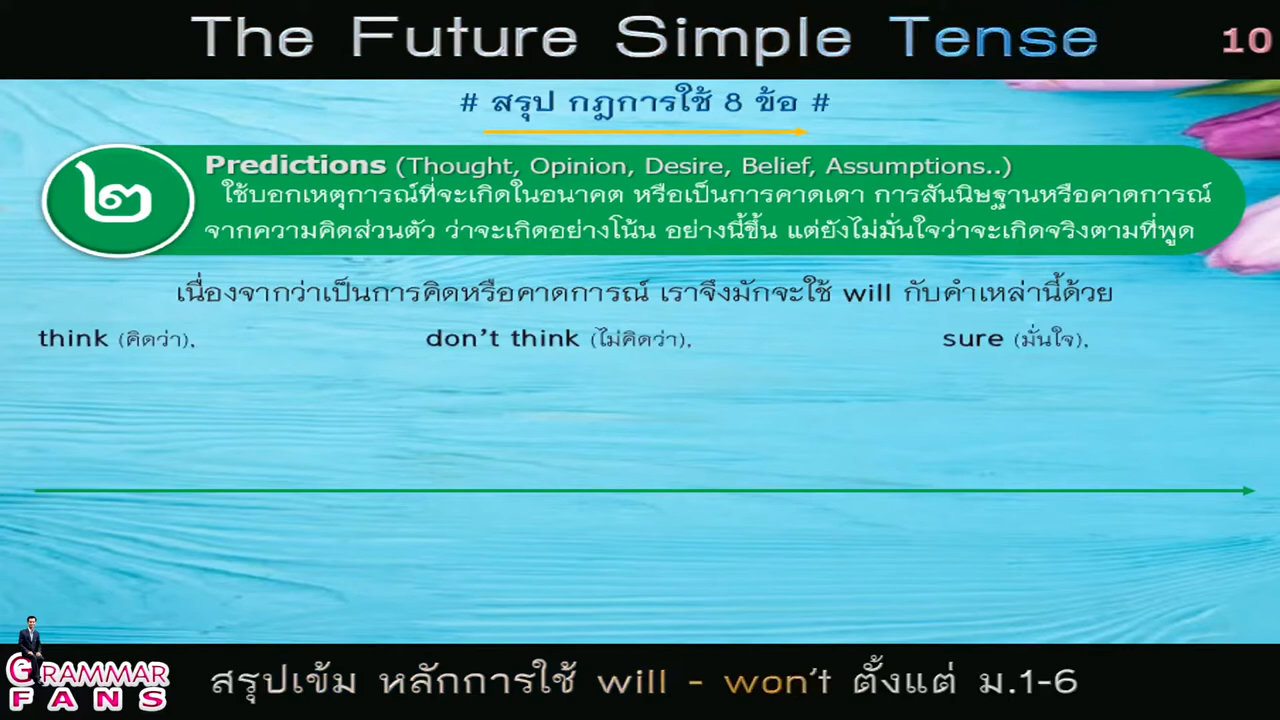 The Future Simple Tense
10
# สรุป กฎการใช้ 8 ข้อ #
๒
Predictions (Thought, Opinion, Desire, Belief, Assumptions..)
ใช้บอกเหตุการณ์ที่จะเกิดในอนาคต หรือเป็นการคาดเดา การสันนิษฐานหรือคาดการณ์
จากความคิดส่วนตัว ว่าจะเกิดอย่างโน้น อย่างนี้ขึ้น แต่ยังไม่มั่นใจว่าจะเกิดจริงตามที่พูด
เนื่องจากว่าเป็นการคิดหรือคาดการณ์ เราจึงมักจะใช้ will กับคำเหล่านี้ด้วย
think (คิดว่า), don't think (ไม่คิดว่า), sure (มั่นใจ),
GRAMMAR
FANS
สรุปเข้ม หลักการใช้ will - won't ตั้งแต่ ม.1-6